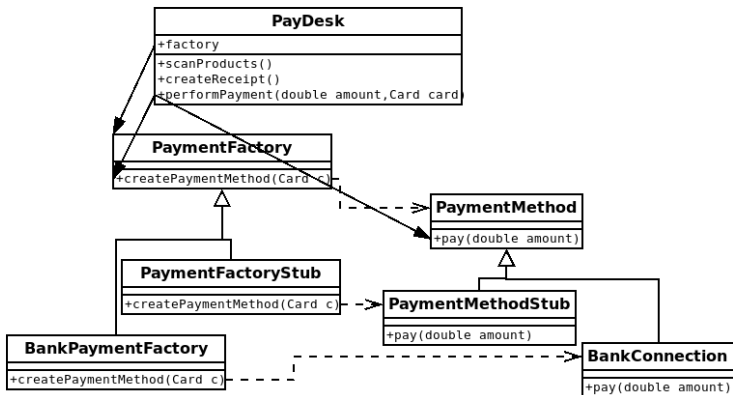 PayDesk
+factory
+scanProducts()
+createReceipt()
+performPayment(double amount,Card card)
PaymentFactory
+createPaymentMethod(Card c)
PaymentMethod
+pay(double amount)
PaymentFactoryStub
+createPaymentMethod(Card c)
PaymentMethodStub
+pay(double amount)
BankPaymentFactory
+createPaymentMethod(Card c)
BankConnection
+pay(double amount)